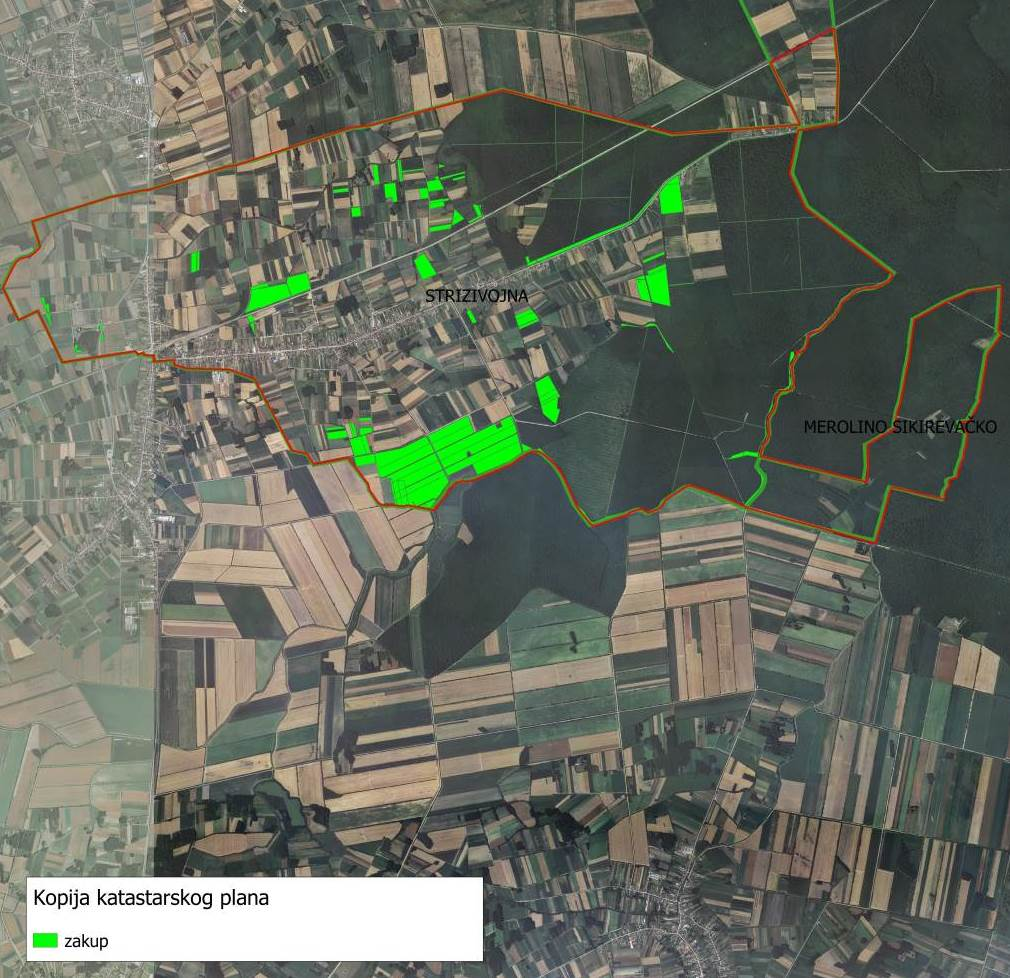 STRIZIVOJNA
MEROLINO SIKIREVAČKO
Kopija katastarskog plana
zakup